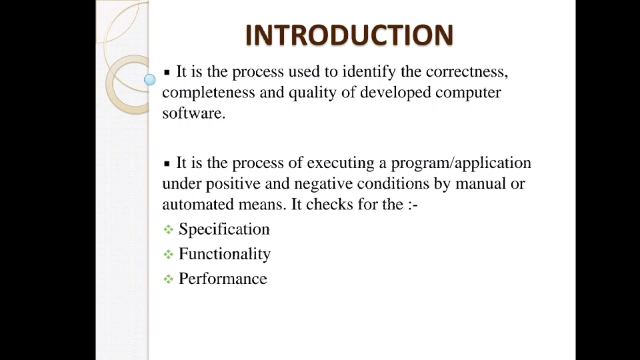 INTRODUCTION
▪ It is the process used to identify the correctness,
completeness and quality of developed computer
software.
▪ It is the process of executing a program/application
under positive and negative conditions by manual or
automated means. It checks for the :-
❖ Specification
❖ Functionality
❖ Performance